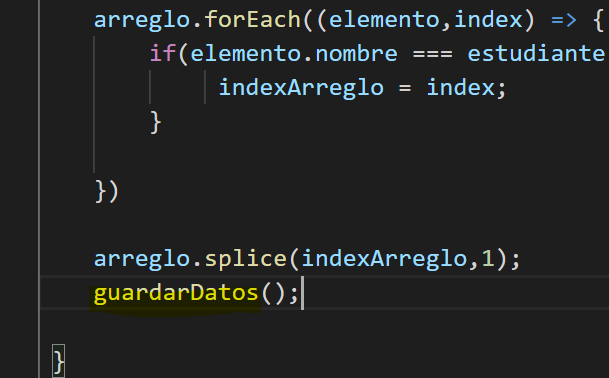 arreglo.forEach((elemento,index) => {
if(elemento.nombre === estudiante
indexArreglo = index;
}
})
arreglo.splice(indexArreglo,1);
guardarDatos();
}